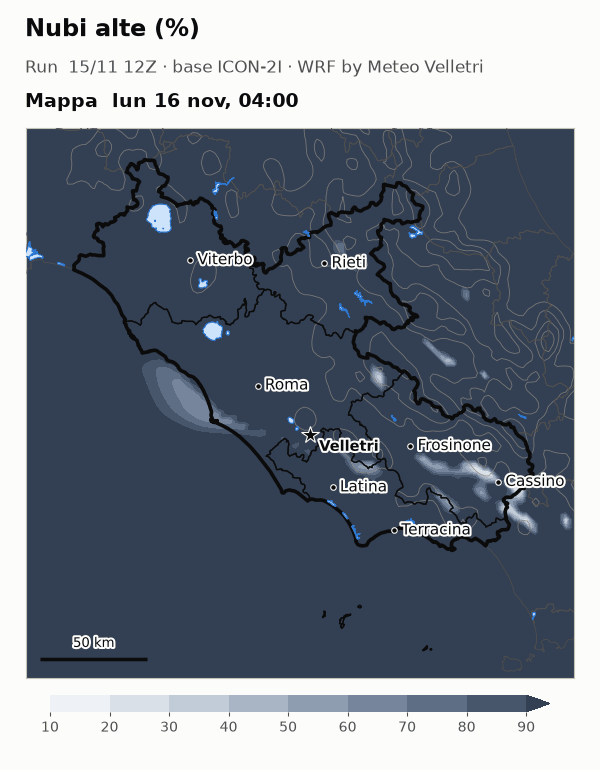 Nubi alte (%)
Run  15/11 12Z · base ICON-2I · WRF by Meteo Velletri
Mappa  lun 16 nov, 04:00
Viterbo
Rieti
Roma
Velletri
Frosinone
Cassino
Latina
Terracina
50 km
10 20 30 40 50 60 70 80 90